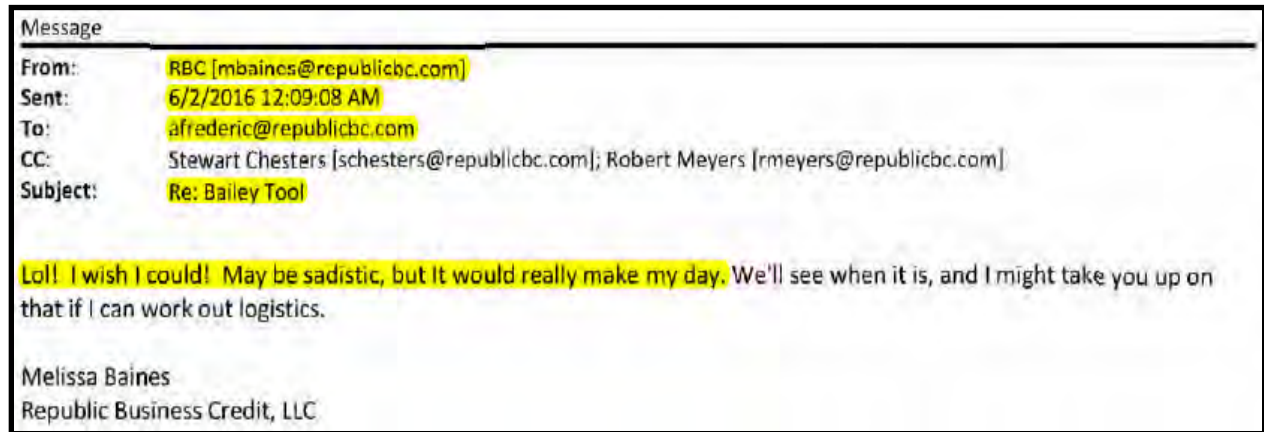 Message
From: RBC [mbaines@republicbc.com]
Sent: 6/2/2016 12:09:08 AM
To: afrederic@republicbc.com
CC: Stewart Chesters [schesters@republicbc.com]; Robert Meyers [rmeyers@republicbc.com]
Subject: Re: Bailey Tool
Lol! I wish I could! May be sadistic, but It would really make my day. We'll see when it is, and I might take you up on
that if I can work out logistics.
Melissa Baines
Republic Business Credit, LLC